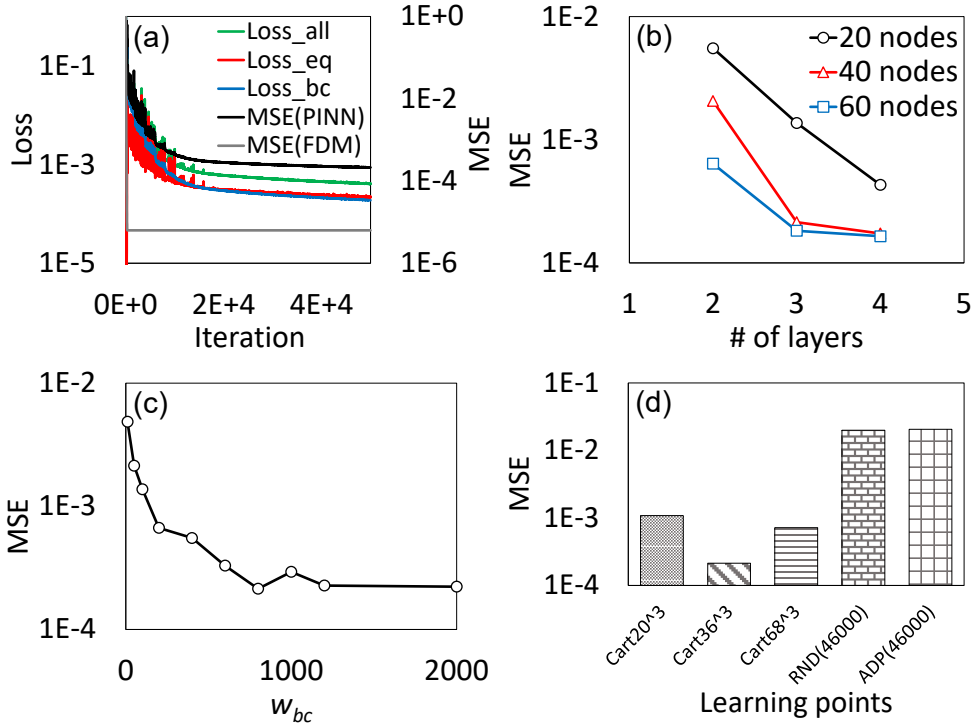 (a)
Loss_all
Loss_eq
Loss_bc
MSE(PINN)
MSE(FDM)
1E-1
1E-3
1E-5
Loss
1E+0
1E-2
1E-4
1E-6
MSE
0E+0
2E+4
4E+4
Iteration
(b)
20 nodes
40 nodes
60 nodes
1E-2
1E-3
1E-4
MSE
1
2
3
4
5
# of layers
(c)
1E-2
1E-3
1E-4
MSE
0
1000
2000
w_bc
(d)
1E-1
1E-2
1E-3
1E-4
MSE
Cart20^3
Cart36^3
Cart68^3
RND(46000)
ADP(46000)
Learning points